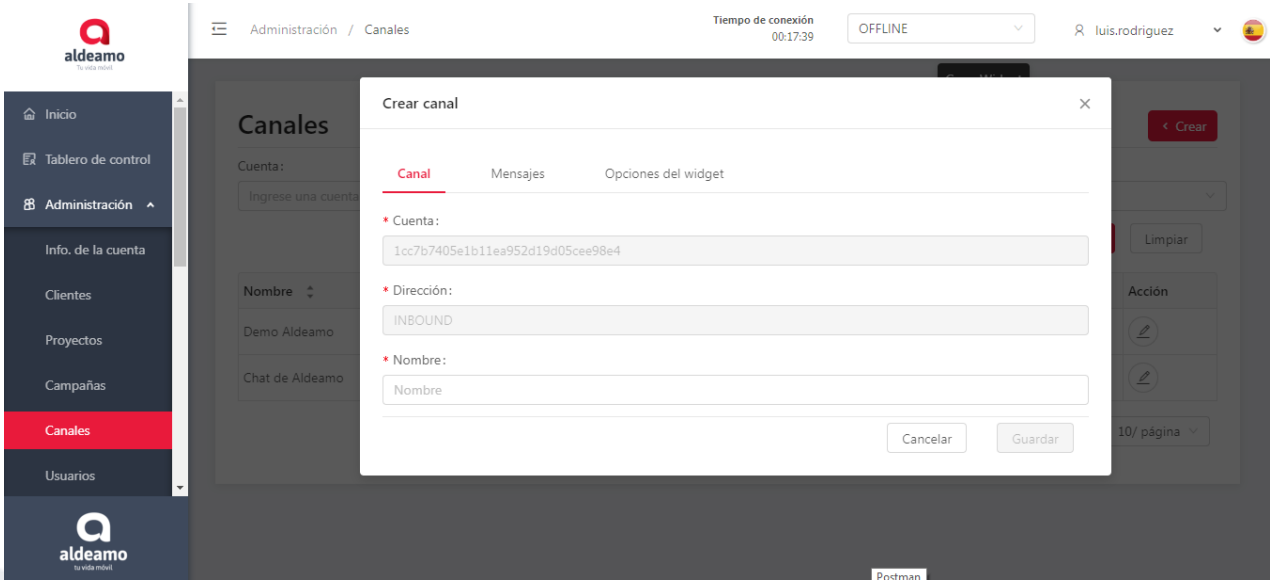 aldeamo
Tu vida móvil
Administración / Canales
Tiempo de conexión
00:17:39
OFFLINE
luis.rodriguez
Inicio
Tablero de control
Administración
Info. de la cuenta
Clientes
Proyectos
Campañas
Canales
Usuarios
aldeamo
tu vida móvil
Canales
Crear
Cuenta:
Ingrese una cuenta
Limpiar
Nombre
Acción
Demo Aldeamo
Chat de Aldeamo
10/ página
Crear canal
Canal Mensajes Opciones del widget
* Cuenta:
1cc7b7405e1b11ea952d19d05cee98e4
* Dirección:
INBOUND
* Nombre:
Nombre
Cancelar Guardar
Postman